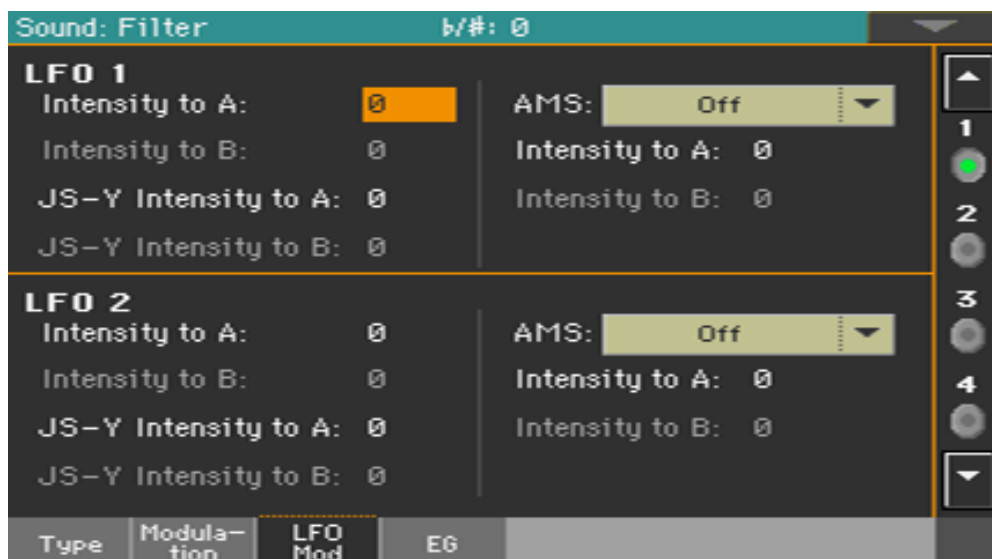 Sound: Filter ♭/#: 0
LFO 1
Intensity to A: 0
Intensity to B: 0
JS-Y Intensity to A: 0
JS-Y Intensity to B: 0
AMS: Off
Intensity to A: 0
Intensity to B: 0
LFO 2
Intensity to A: 0
Intensity to B: 0
JS-Y Intensity to A: 0
JS-Y Intensity to B: 0
AMS: Off
Intensity to A: 0
Intensity to B: 0
1
2
3
4
Type
Modula-
tion
LFO
Mod
EG